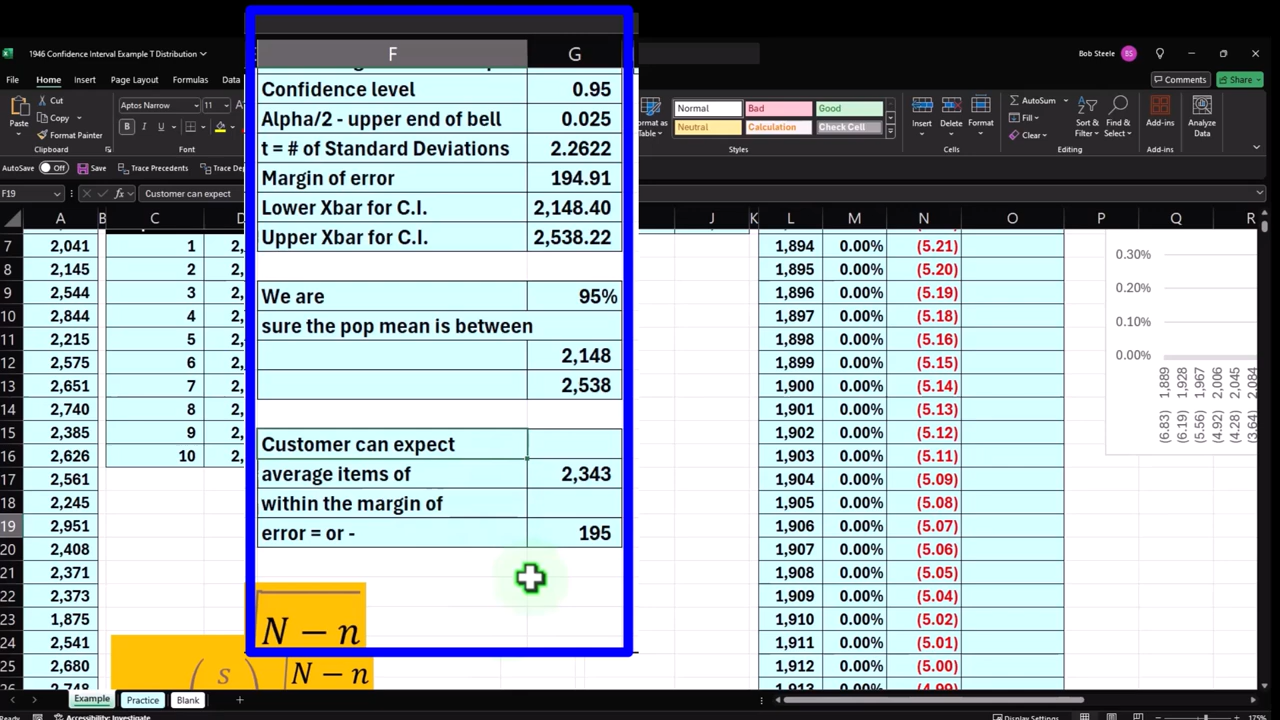 1946 Confidence Interval Example T Distribution
Bob Steele BS
File Home Insert Page Layout Formulas Data
Comments Share
Paste
Cut
Copy
Format Painter
Clipboard
Aptos Narrow 11
B I U
Format as Table
Normal Bad Good
Neutral Calculation Check Cell
Styles
Insert Delete Format
Cells
AutoSum
Fill
Clear
Sort & Filter
Find & Select
Editing
Add-ins
Add-ins
Analyze Data
AutoSave Off Save Trace Precedents Trace De
F19 fx Customer can expect
F G
Confidence level 0.95
Alpha/2 - upper end of bell 0.025
t = # of Standard Deviations 2.2622
Margin of error 194.91
Lower Xbar for C.I. 2,148.40
Upper Xbar for C.I. 2,538.22
We are 95%
sure the pop mean is between
2,148
2,538
Customer can expect
average items of 2,343
within the margin of
error = or - 195
N − n
A B C D J K L M N O P Q R
7 2,041 1 2, 1,894 0.00% (5.21)
8 2,145 2 2, 1,895 0.00% (5.20)
9 2,544 3 2, 1,896 0.00% (5.19)
10 2,844 4 2, 1,897 0.00% (5.18)
11 2,215 5 2, 1,898 0.00% (5.16)
12 2,575 6 2, 1,899 0.00% (5.15)
13 2,651 7 2, 1,900 0.00% (5.14)
14 2,740 8 2, 1,901 0.00% (5.13)
15 2,385 9 2, 1,902 0.00% (5.12)
16 2,626 10 2, 1,903 0.00% (5.11)
17 2,561 1,904 0.00% (5.09)
18 2,245 1,905 0.00% (5.08)
19 2,951 1,906 0.00% (5.07)
20 2,408 1,907 0.00% (5.06)
21 2,371 1,908 0.00% (5.05)
22 2,373 1,909 0.00% (5.04)
23 1,875 1,910 0.00% (5.02)
24 2,541 1,911 0.00% (5.01)
25 2,680 1,912 0.00% (5.00)
26 2,748 1,913 0.00% (4.99)
( s ) N − n
0.30%
0.20%
0.10%
0.00%
1,889 1,928 1,967 2,006 2,045 2,084
(6.83) (6.19) (5.56) (4.92) (4.28) (3.64)
Example Practice Blank +
Ready Accessibility: Investigate Display Settings 175%